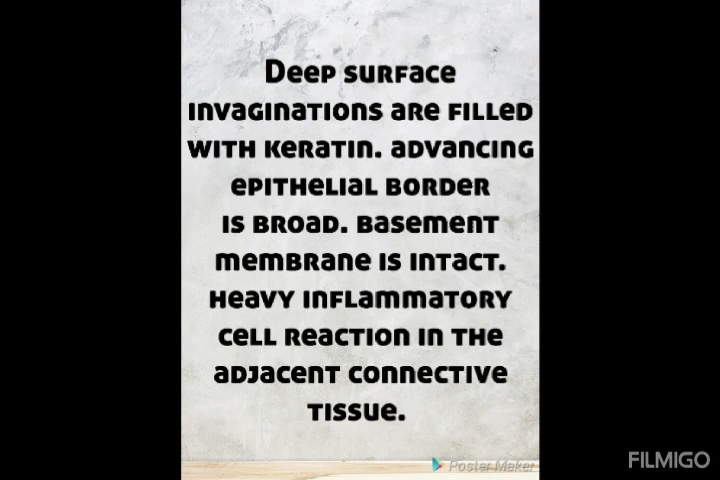 Deep surface
invaginations are filled
with keratin. advancing
epithelial border
is broad. basement
membrane is intact.
heavy inflammatory
cell reaction in the
adjacent connective
tissue.
Poster Maker
FILMIGO